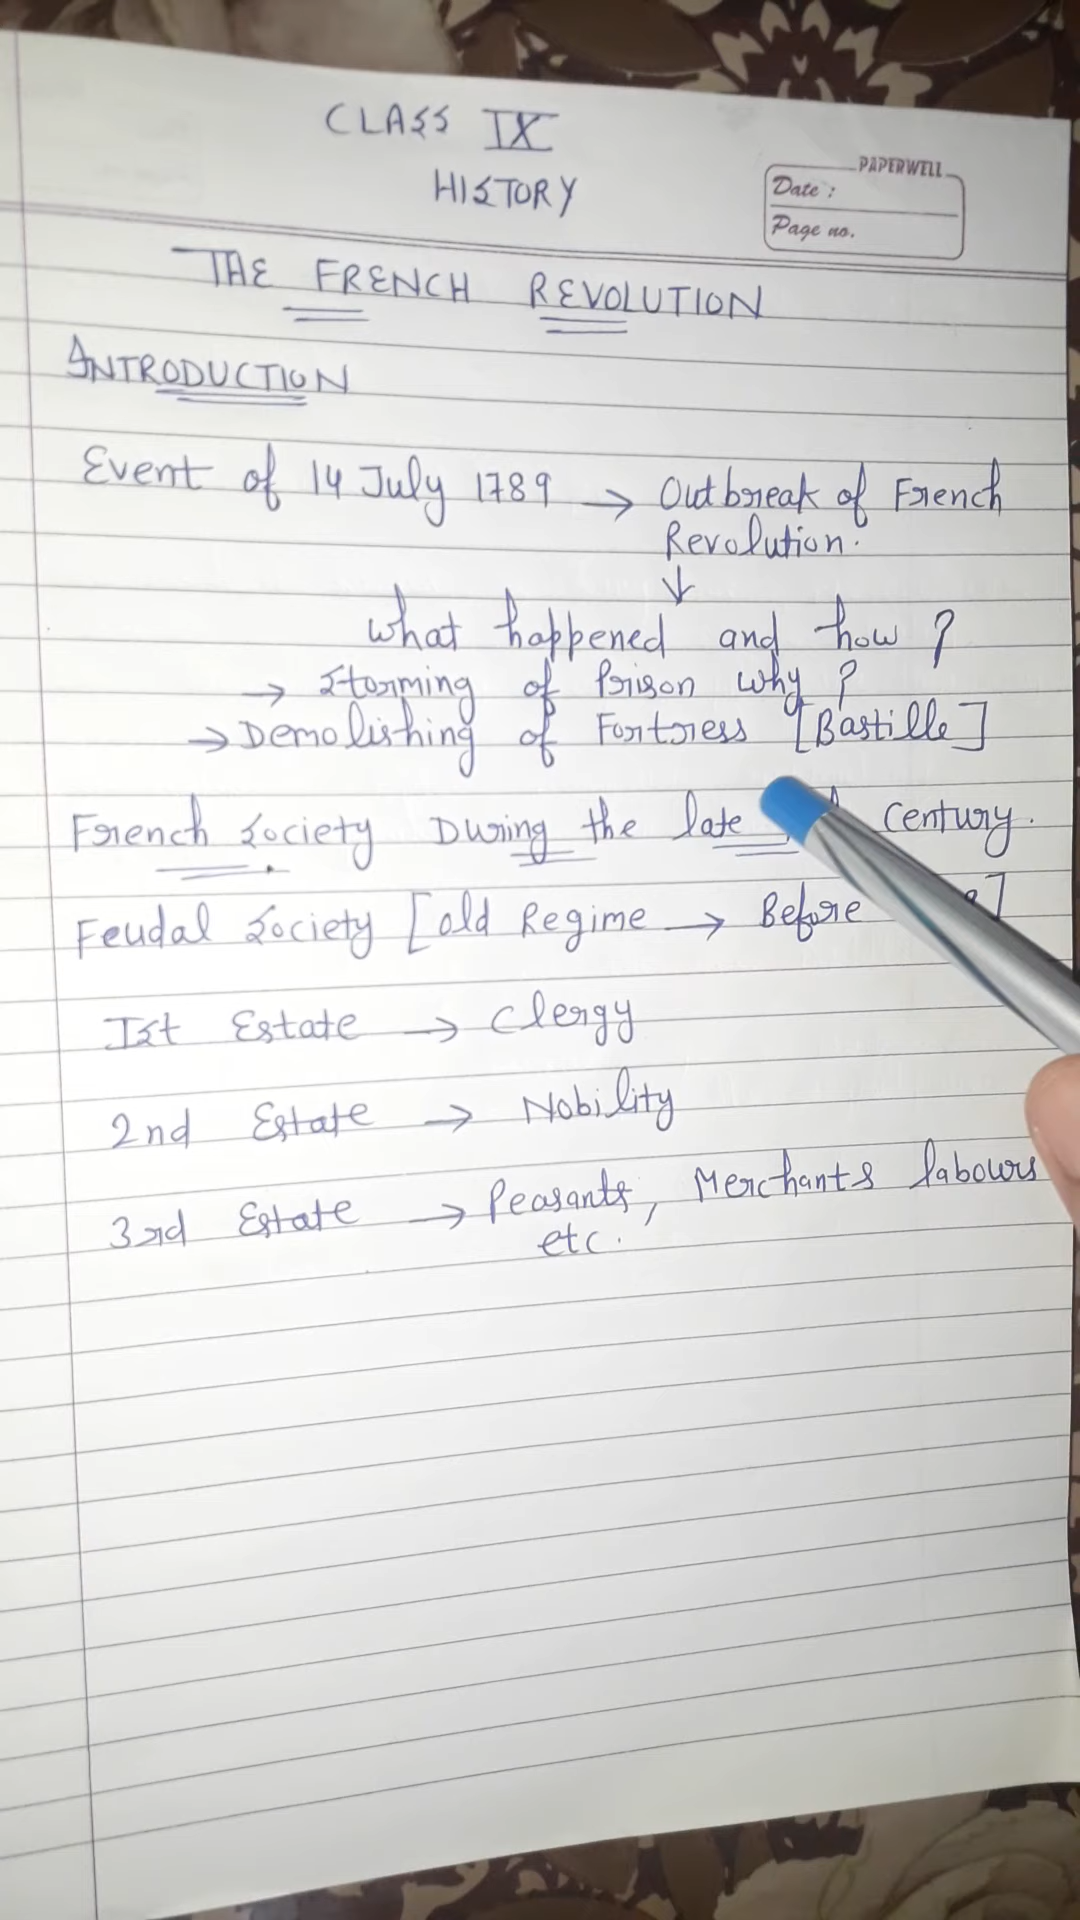 CLASS IX
HISTORY
PAPERWELL
Date :
Page no.
THE FRENCH REVOLUTION
INTRODUCTION
Event of 14 July 1789 → Outbreak of French
Revolution.
↓
What happened and how ?
→ Storming of Prison why ?
→ Demolishing of Fortress [Bastille]
French Society During the late century.
Feudal Society [old Regime → Before ]
Ist Estate → Clergy
2nd Estate → Nobility
3rd Estate → Peasants, Merchants labours
etc.